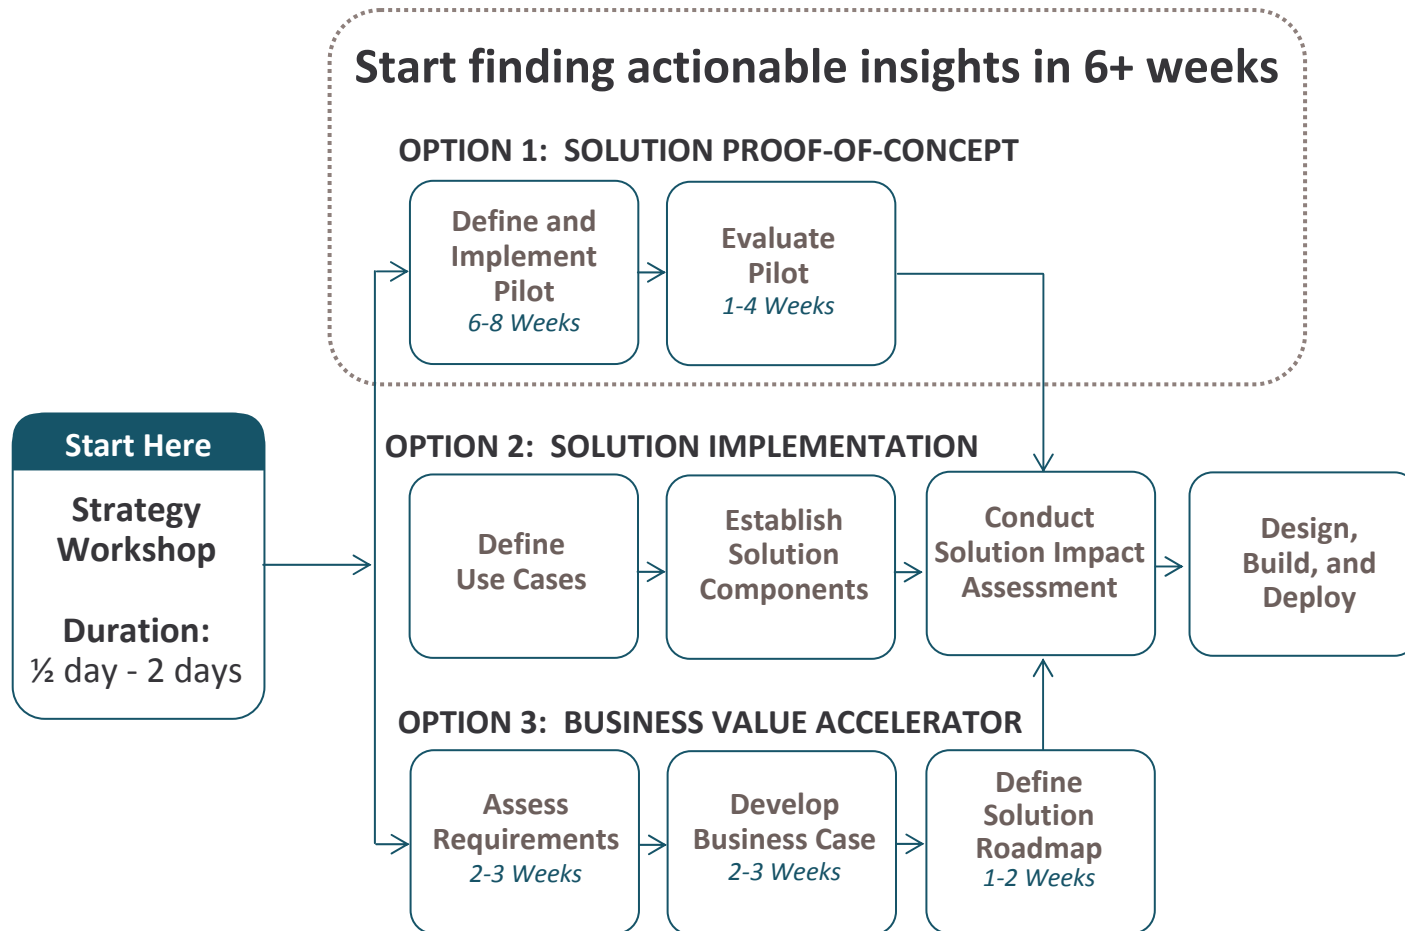 Start finding actionable insights in 6+ weeks
OPTION 1: SOLUTION PROOF-OF-CONCEPT
Define and
Implement
Pilot
6-8 Weeks
Evaluate
Pilot
1-4 Weeks
Start Here
Strategy
Workshop
Duration:
½ day - 2 days
OPTION 2: SOLUTION IMPLEMENTATION
Define
Use Cases
Establish
Solution
Components
Conduct
Solution Impact
Assessment
Design,
Build, and
Deploy
OPTION 3: BUSINESS VALUE ACCELERATOR
Assess
Requirements
2-3 Weeks
Develop
Business Case
2-3 Weeks
Define
Solution
Roadmap
1-2 Weeks